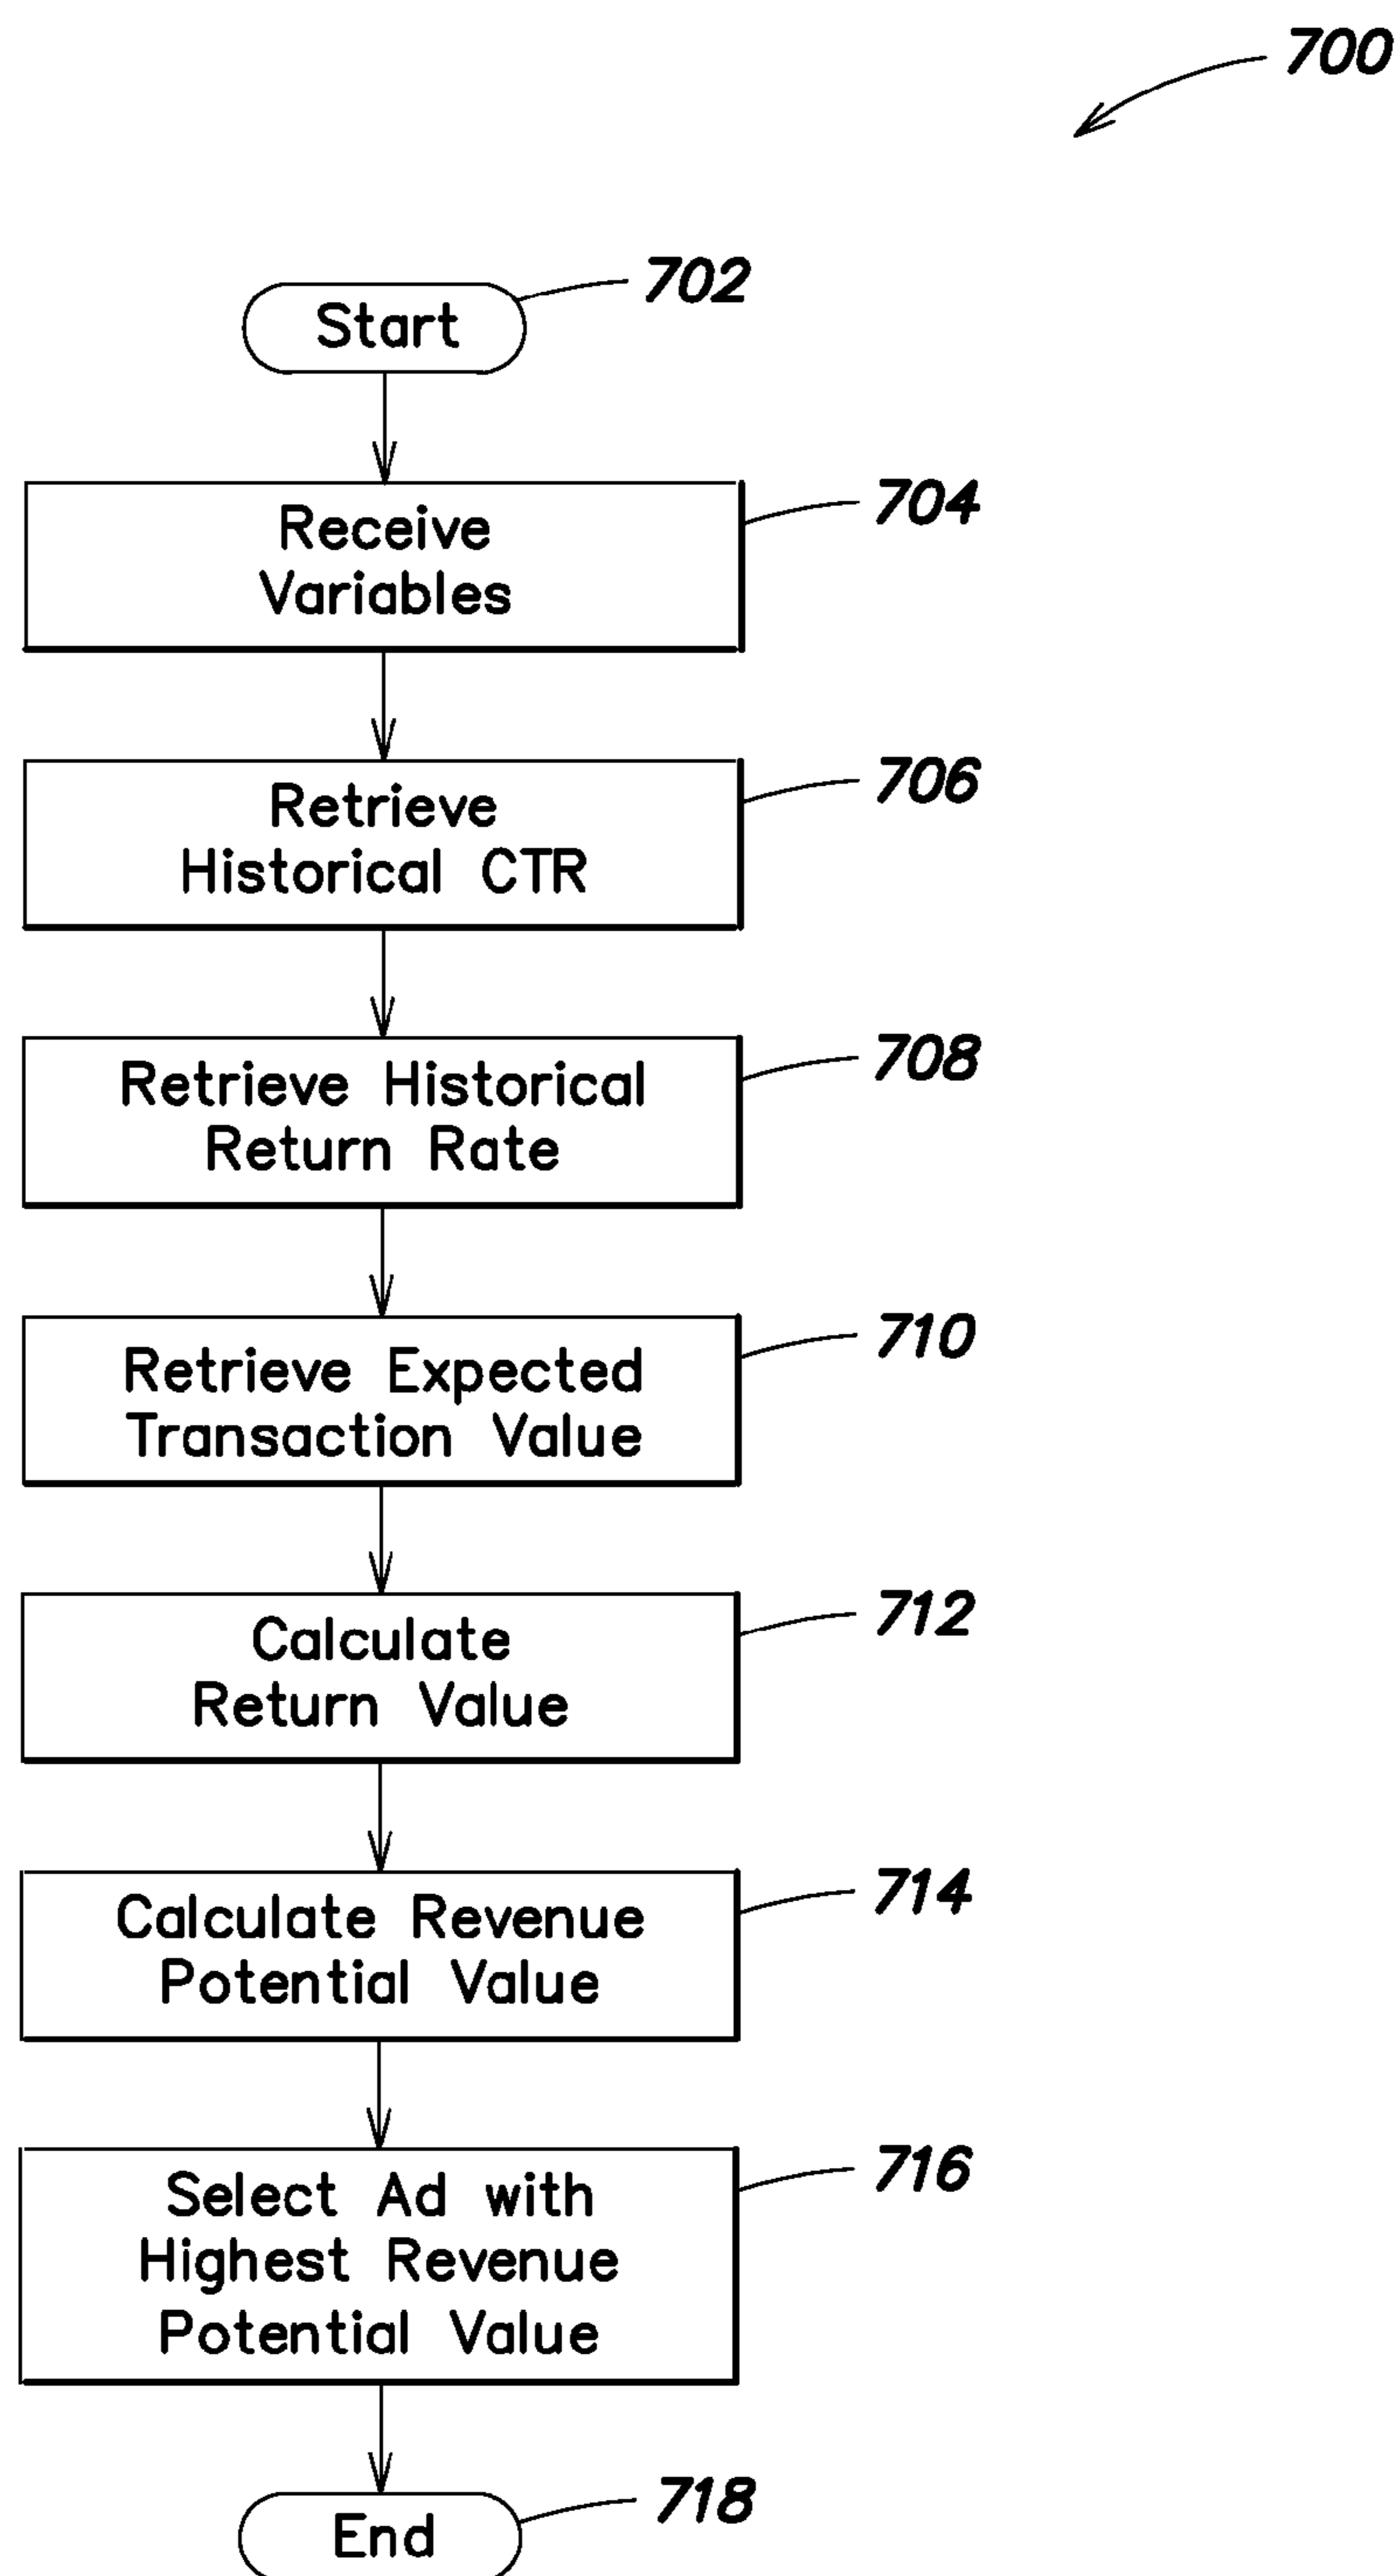 700
702
Start
704
Receive
Variables
706
Retrieve
Historical CTR
708
Retrieve Historical
Return Rate
710
Retrieve Expected
Transaction Value
712
Calculate
Return Value
714
Calculate Revenue
Potential Value
716
Select Ad with
Highest Revenue
Potential Value
718
End